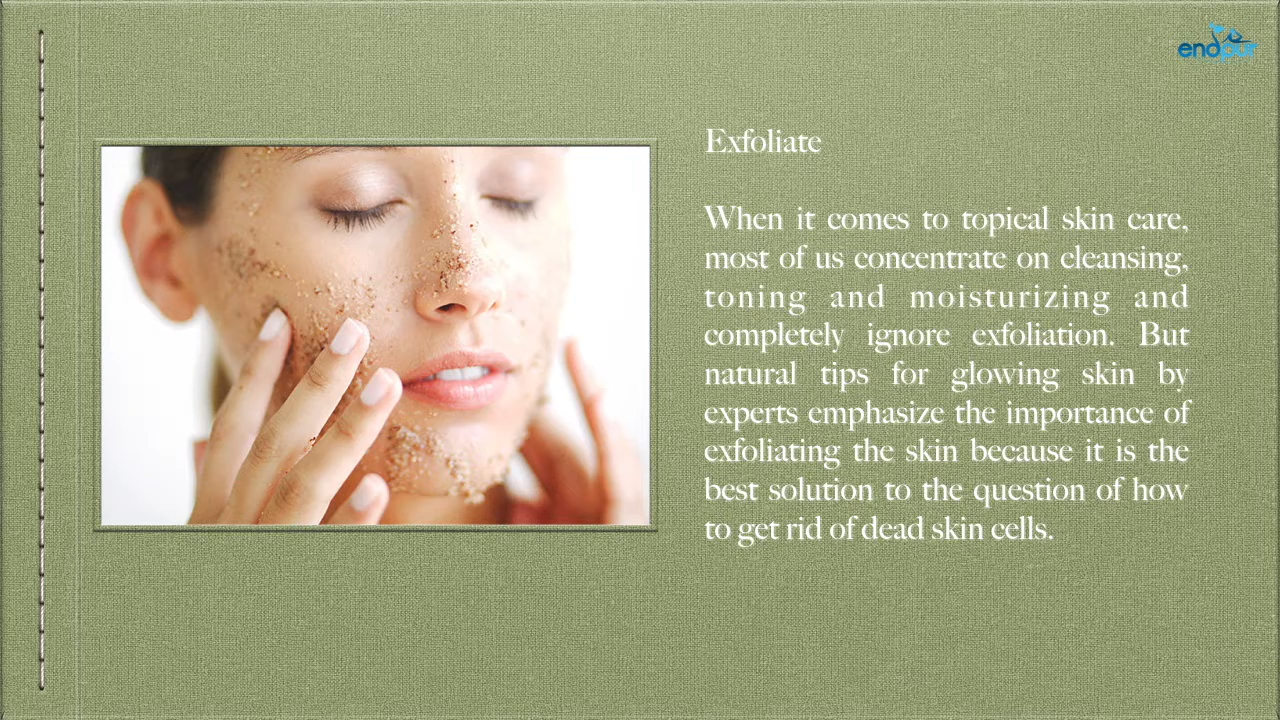 endpur
Exfoliate
When it comes to topical skin care,
most of us concentrate on cleansing,
toning and moisturizing and
completely ignore exfoliation. But
natural tips for glowing skin by
experts emphasize the importance of
exfoliating the skin because it is the
best solution to the question of how
to get rid of dead skin cells.